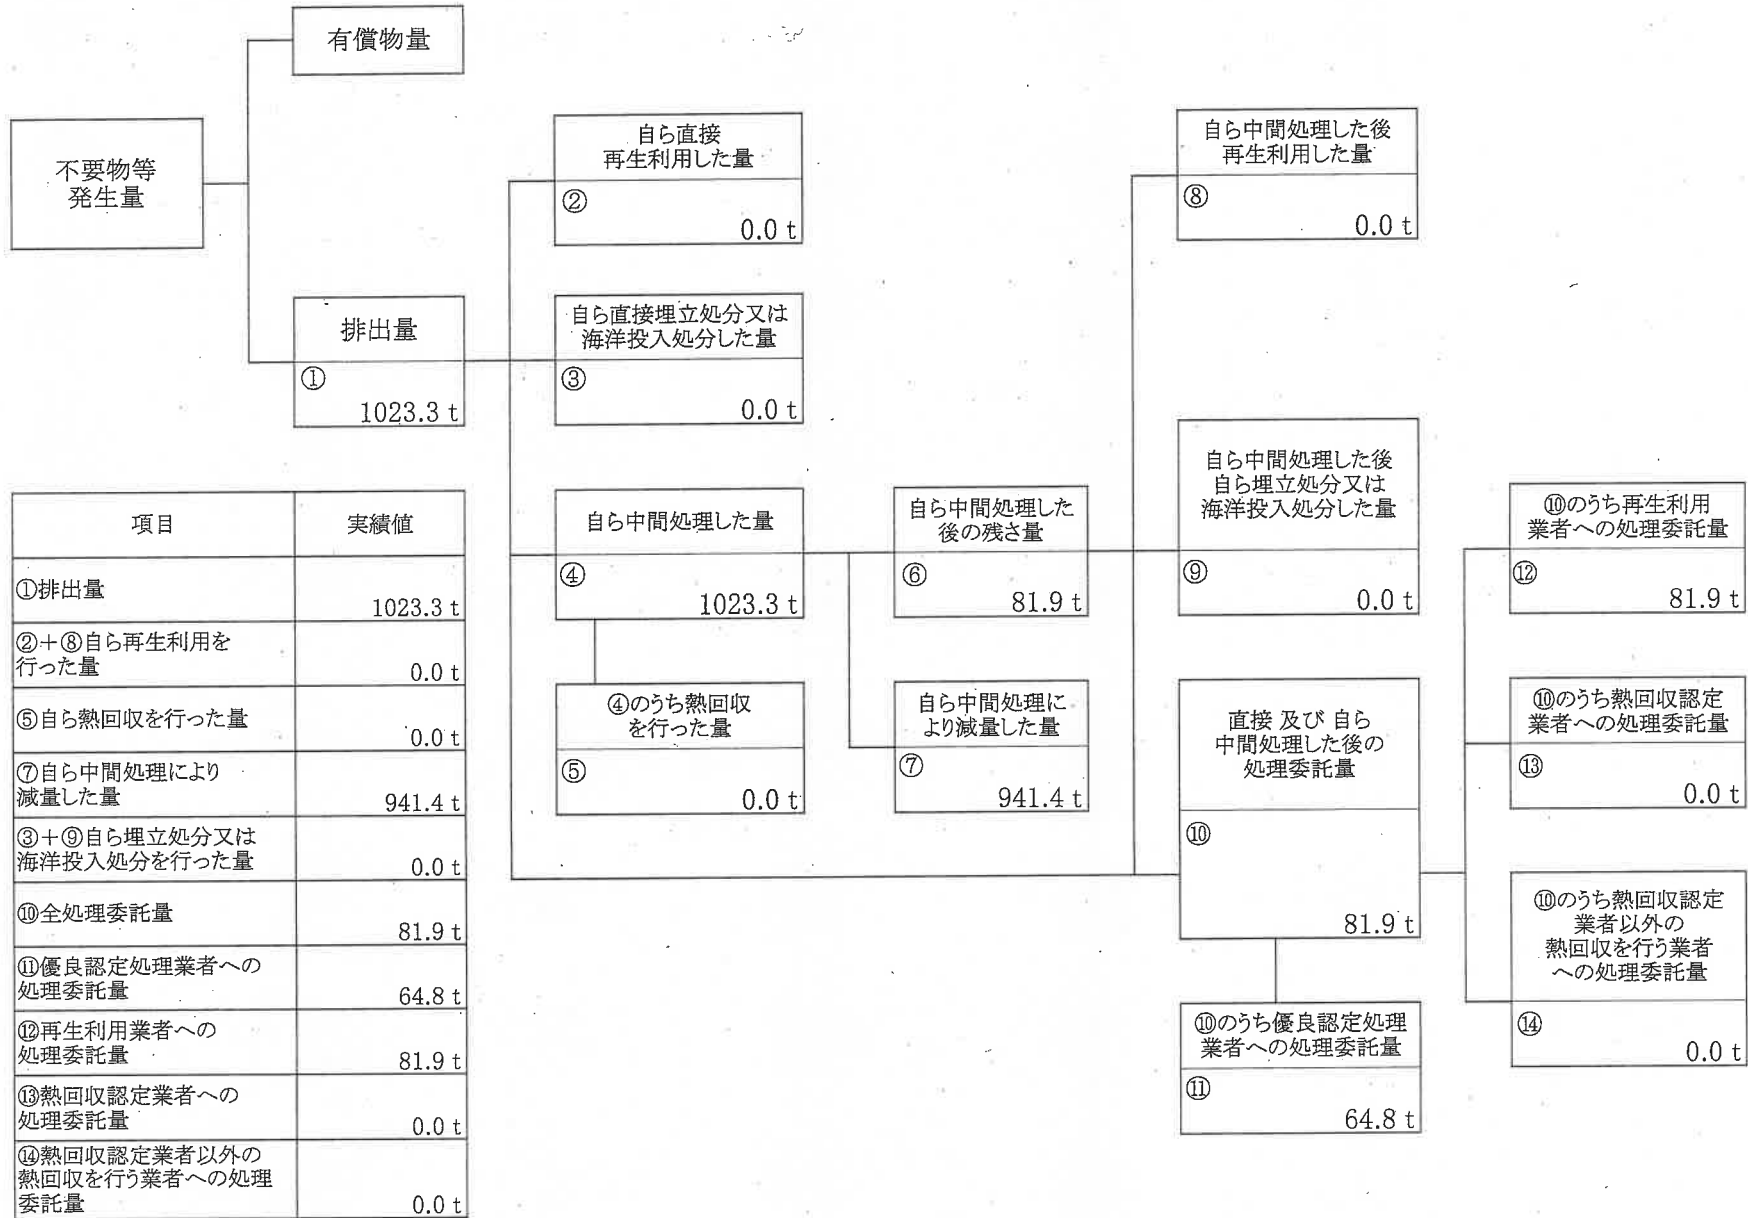 有償物量
不要物等
発生量
排出量
①
1023.3 t
自ら直接
再生利用した量
②
0.0 t
自ら直接埋立処分又は
海洋投入処分した量
③
0.0 t
自ら中間処理した量
④
1023.3 t
④のうち熱回収
を行った量
⑤
0.0 t
自ら中間処理した
後の残さ量
⑥
81.9 t
自ら中間処理に
より減量した量
⑦
941.4 t
自ら中間処理した後
再生利用した量
⑧
0.0 t
自ら中間処理した後
自ら埋立処分又は
海洋投入処分した量
⑨
0.0 t
直接 及び 自ら
中間処理した後の
処理委託量
⑩
81.9 t
⑩のうち優良認定処理
業者への処理委託量
⑪
64.8 t
⑩のうち再生利用
業者への処理委託量
⑫
81.9 t
⑩のうち熱回収認定
業者への処理委託量
⑬
0.0 t
⑩のうち熱回収認定
業者以外の
熱回収を行う業者
への処理委託量
⑭
0.0 t
項目 実績値
①排出量 1023.3 t
②＋⑧自ら再生利用を
行った量 0.0 t
⑤自ら熱回収を行った量 0.0 t
⑦自ら中間処理により
減量した量 941.4 t
③＋⑨自ら埋立処分又は
海洋投入処分を行った量 0.0 t
⑩全処理委託量 81.9 t
⑪優良認定処理業者への
処理委託量 64.8 t
⑫再生利用業者への
処理委託量 81.9 t
⑬熱回収認定業者への
処理委託量 0.0 t
⑭熱回収認定業者以外の
熱回収を行う業者への処理
委託量 0.0 t